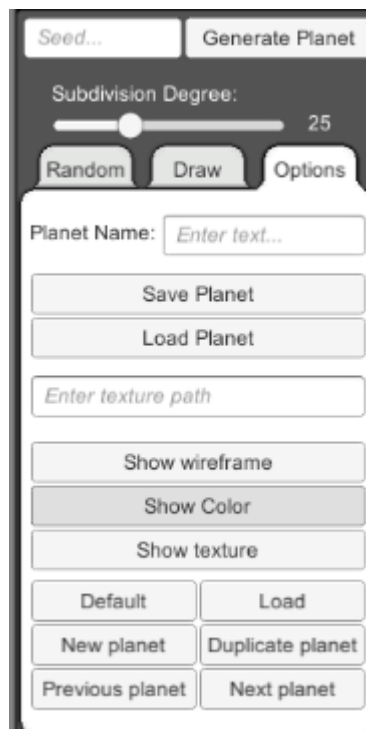 Seed... Generate Planet
Subdivision Degree:
25
Random Draw Options
Planet Name: Enter text...
Save Planet
Load Planet
Enter texture path
Show wireframe
Show Color
Show texture
Default Load
New planet Duplicate planet
Previous planet Next planet